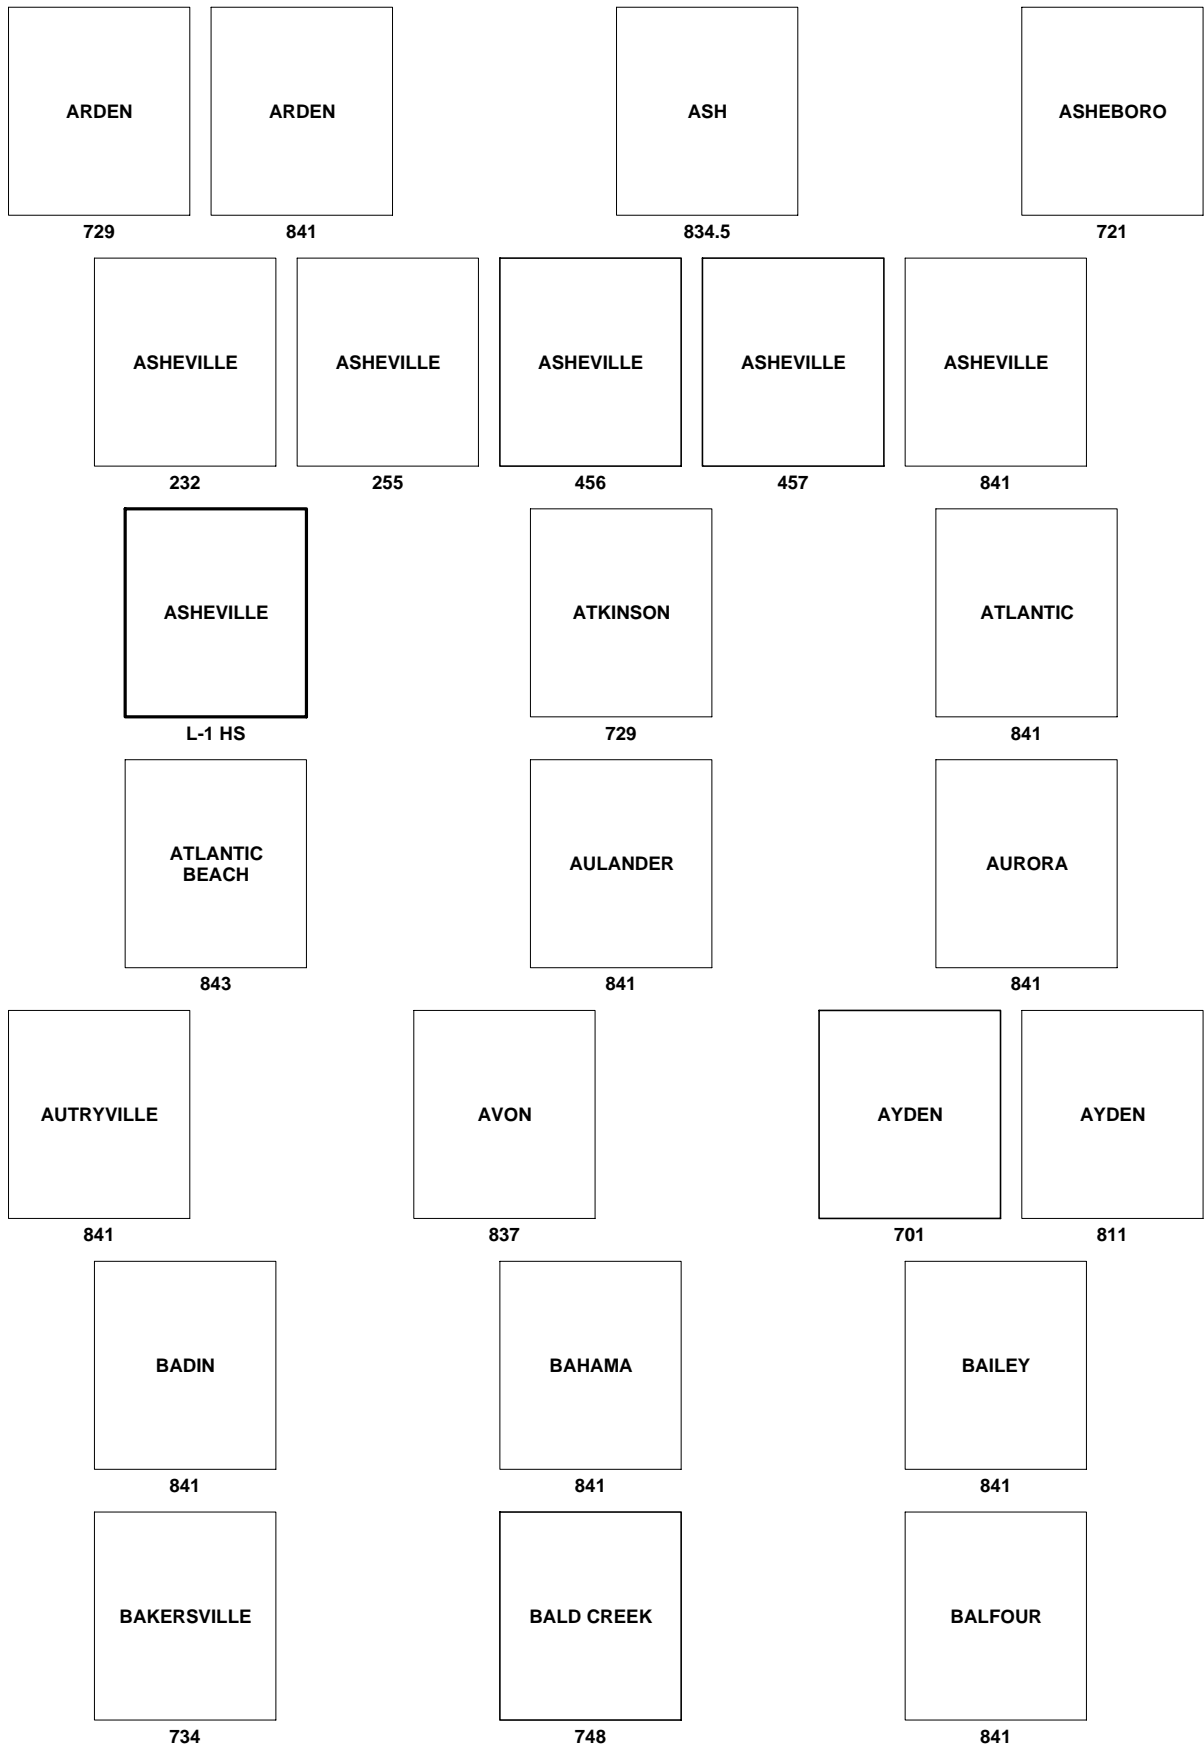 ARDEN
ARDEN
ASH
ASHEBORO
729
841
834.5
721
ASHEVILLE
ASHEVILLE
ASHEVILLE
ASHEVILLE
ASHEVILLE
232
255
456
457
841
ASHEVILLE
ATKINSON
ATLANTIC
L-1 HS
729
841
ATLANTIC
BEACH
AULANDER
AURORA
843
841
841
AUTRYVILLE
AVON
AYDEN
AYDEN
841
837
701
811
BADIN
BAHAMA
BAILEY
841
841
841
BAKERSVILLE
BALD CREEK
BALFOUR
734
748
841